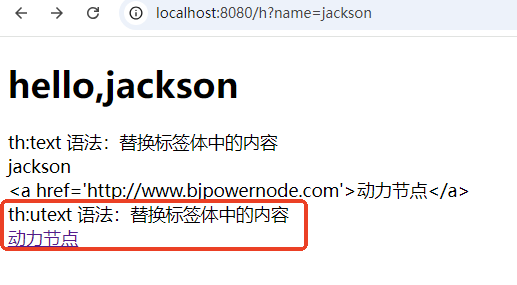 localhost:8080/h?name=jackson
hello,jackson
th:text 语法：替换标签体中的内容
jackson
<a href='http://www.bjpowernode.com'>动力节点</a>
th:utext 语法：替换标签体中的内容
动力节点